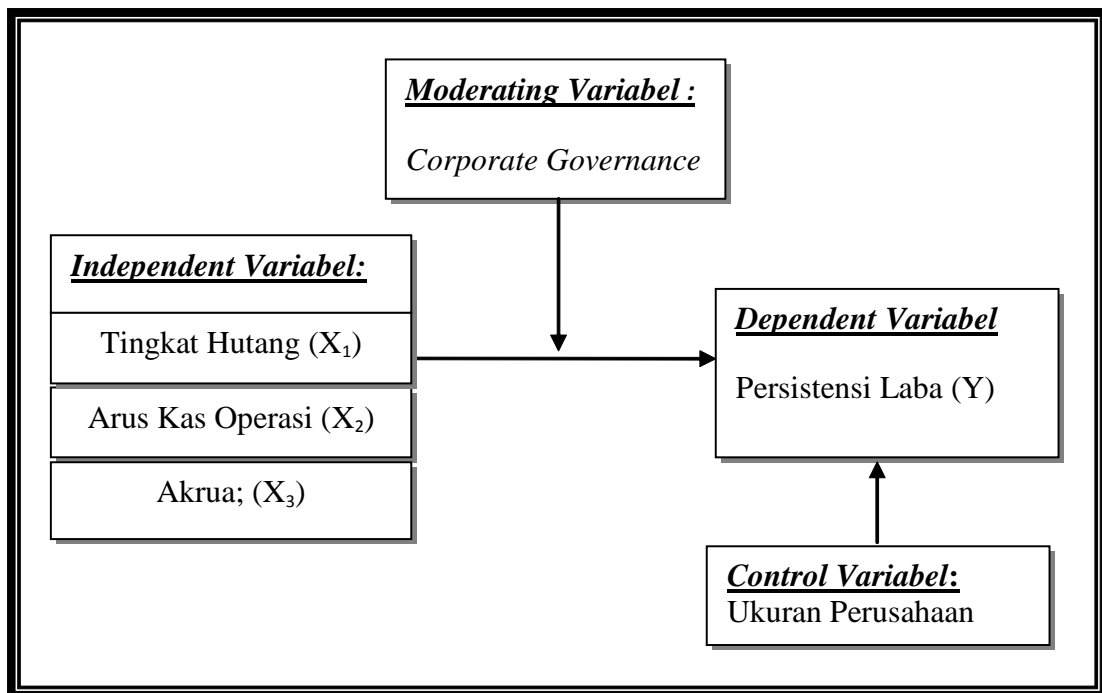 Moderating Variabel :
Corporate Governance
Independent Variabel:
Tingkat Hutang (X₁)
Arus Kas Operasi (X₂)
Akrua; (X₃)
Dependent Variabel
Persistensi Laba (Y)
Control Variabel:
Ukuran Perusahaan